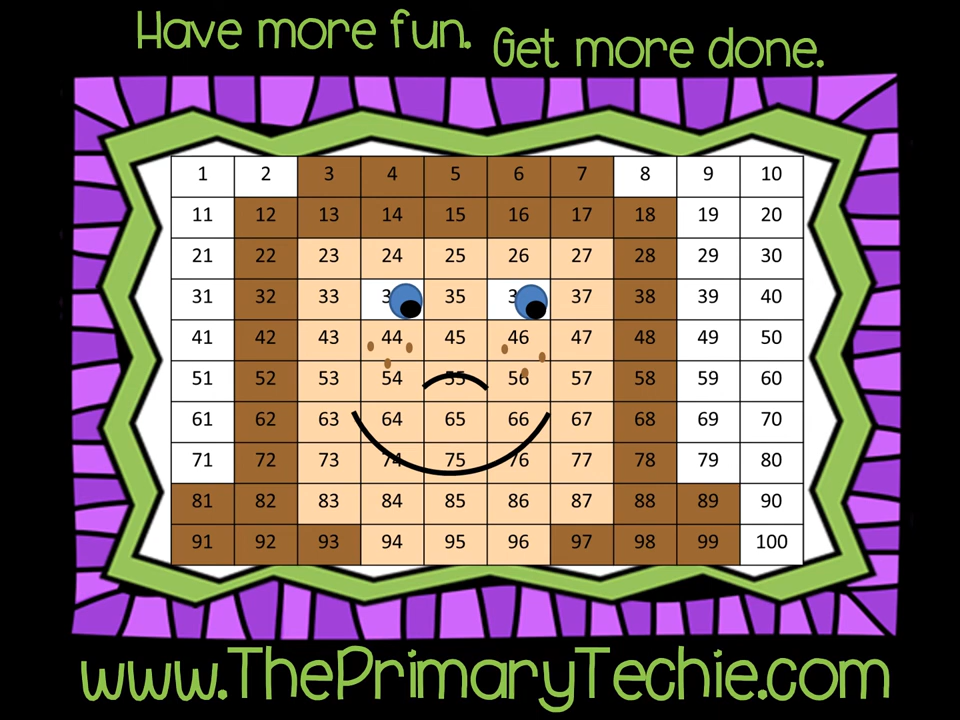 Have more fun. Get more done.
1 2 3 4 5 6 7 8 9 10
11 12 13 14 15 16 17 18 19 20
21 22 23 24 25 26 27 28 29 30
31 32 33 3 35 3 37 38 39 40
41 42 43 44 45 46 47 48 49 50
51 52 53 54 55 56 57 58 59 60
61 62 63 64 65 66 67 68 69 70
71 72 73 74 75 76 77 78 79 80
81 82 83 84 85 86 87 88 89 90
91 92 93 94 95 96 97 98 99 100
www.ThePrimaryTechie.com